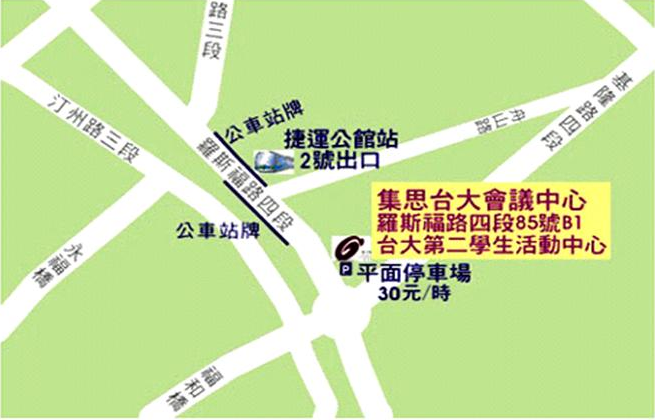 路三段
汀州路三段
公車站牌
羅斯福路四段
捷運公館站
2號出口
舟山路
基隆路四段
集思台大會議中心
羅斯福路四段85號B1
台大第二學生活動中心
公車站牌
永福橋
P 平面停車場
30元/時
福和橋